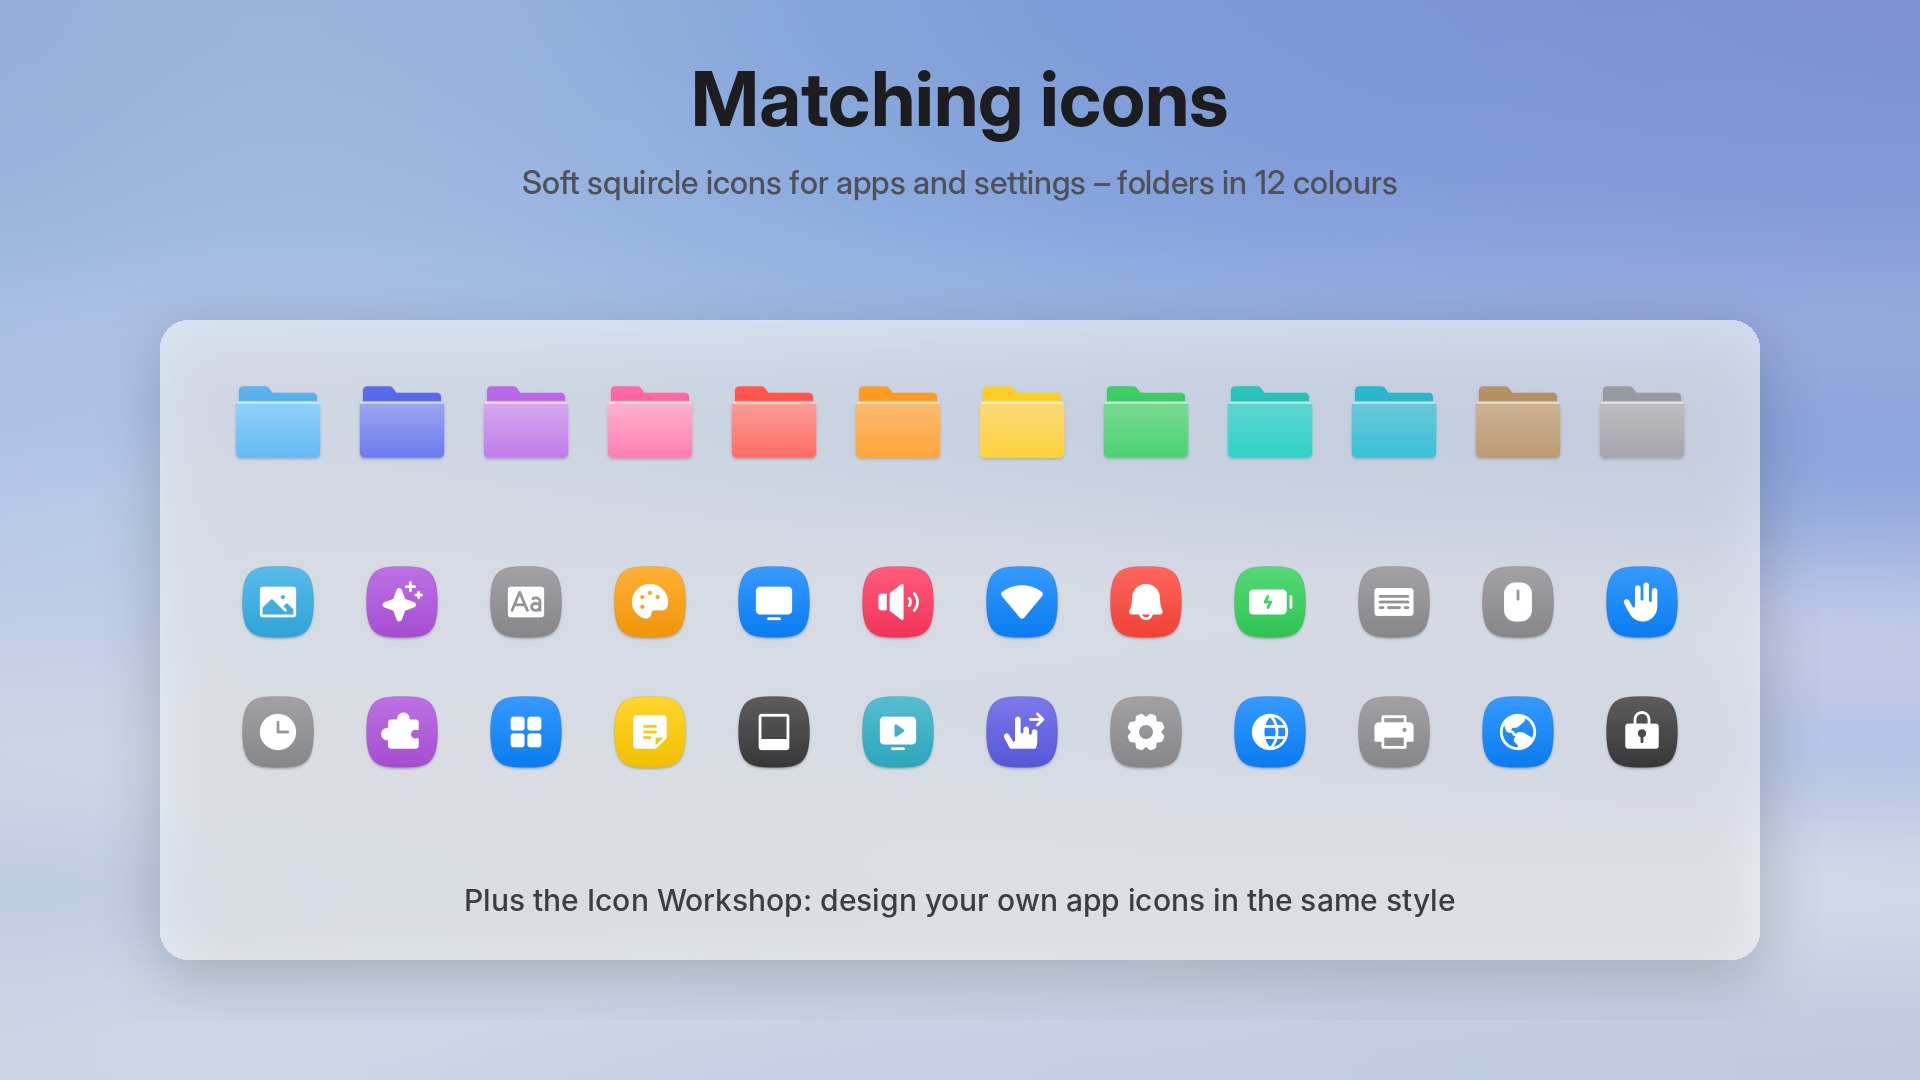 Matching icons
Soft squircle icons for apps and settings – folders in 12 colours
Aa
Plus the Icon Workshop: design your own app icons in the same style